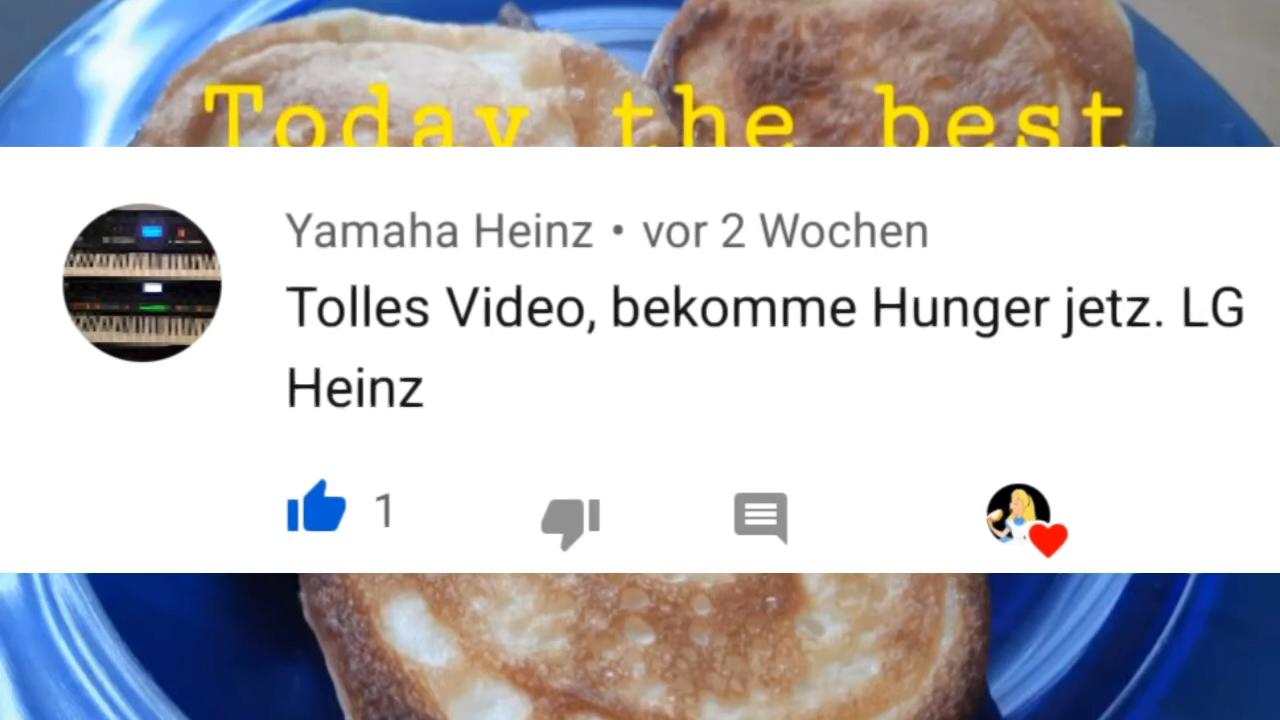 Today the best
Yamaha Heinz • vor 2 Wochen
Tolles Video, bekomme Hunger jetz. LG
Heinz
1